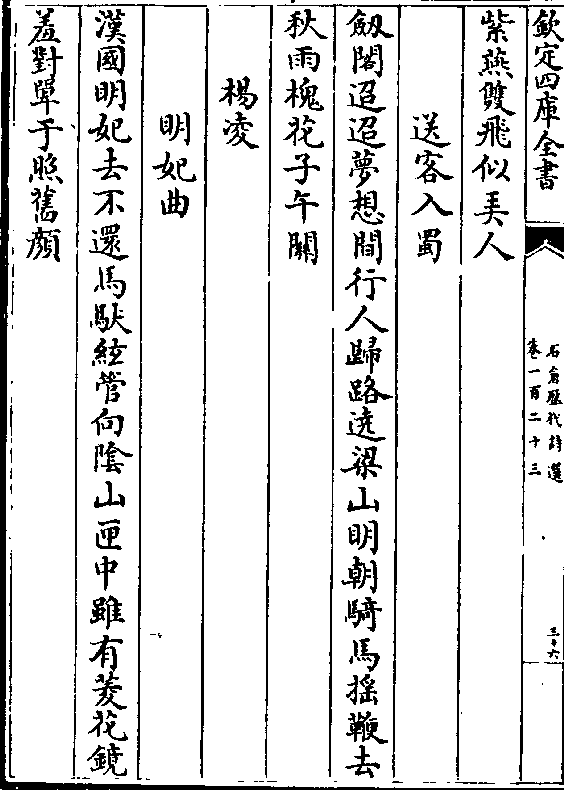 欽定四庫全書
石倉歷代詩選
卷一百二十三
三十六
紫燕雙飛似美人
送客入蜀
劔閣迢迢夢想間行人歸路遶梁山明朝騎馬揺鞭去
秋雨槐花子午關
楊凌
明妃曲
漢國明妃去不還馬䭾絃管向隂山匣中雖有菱花鏡
羞對單于照舊顔